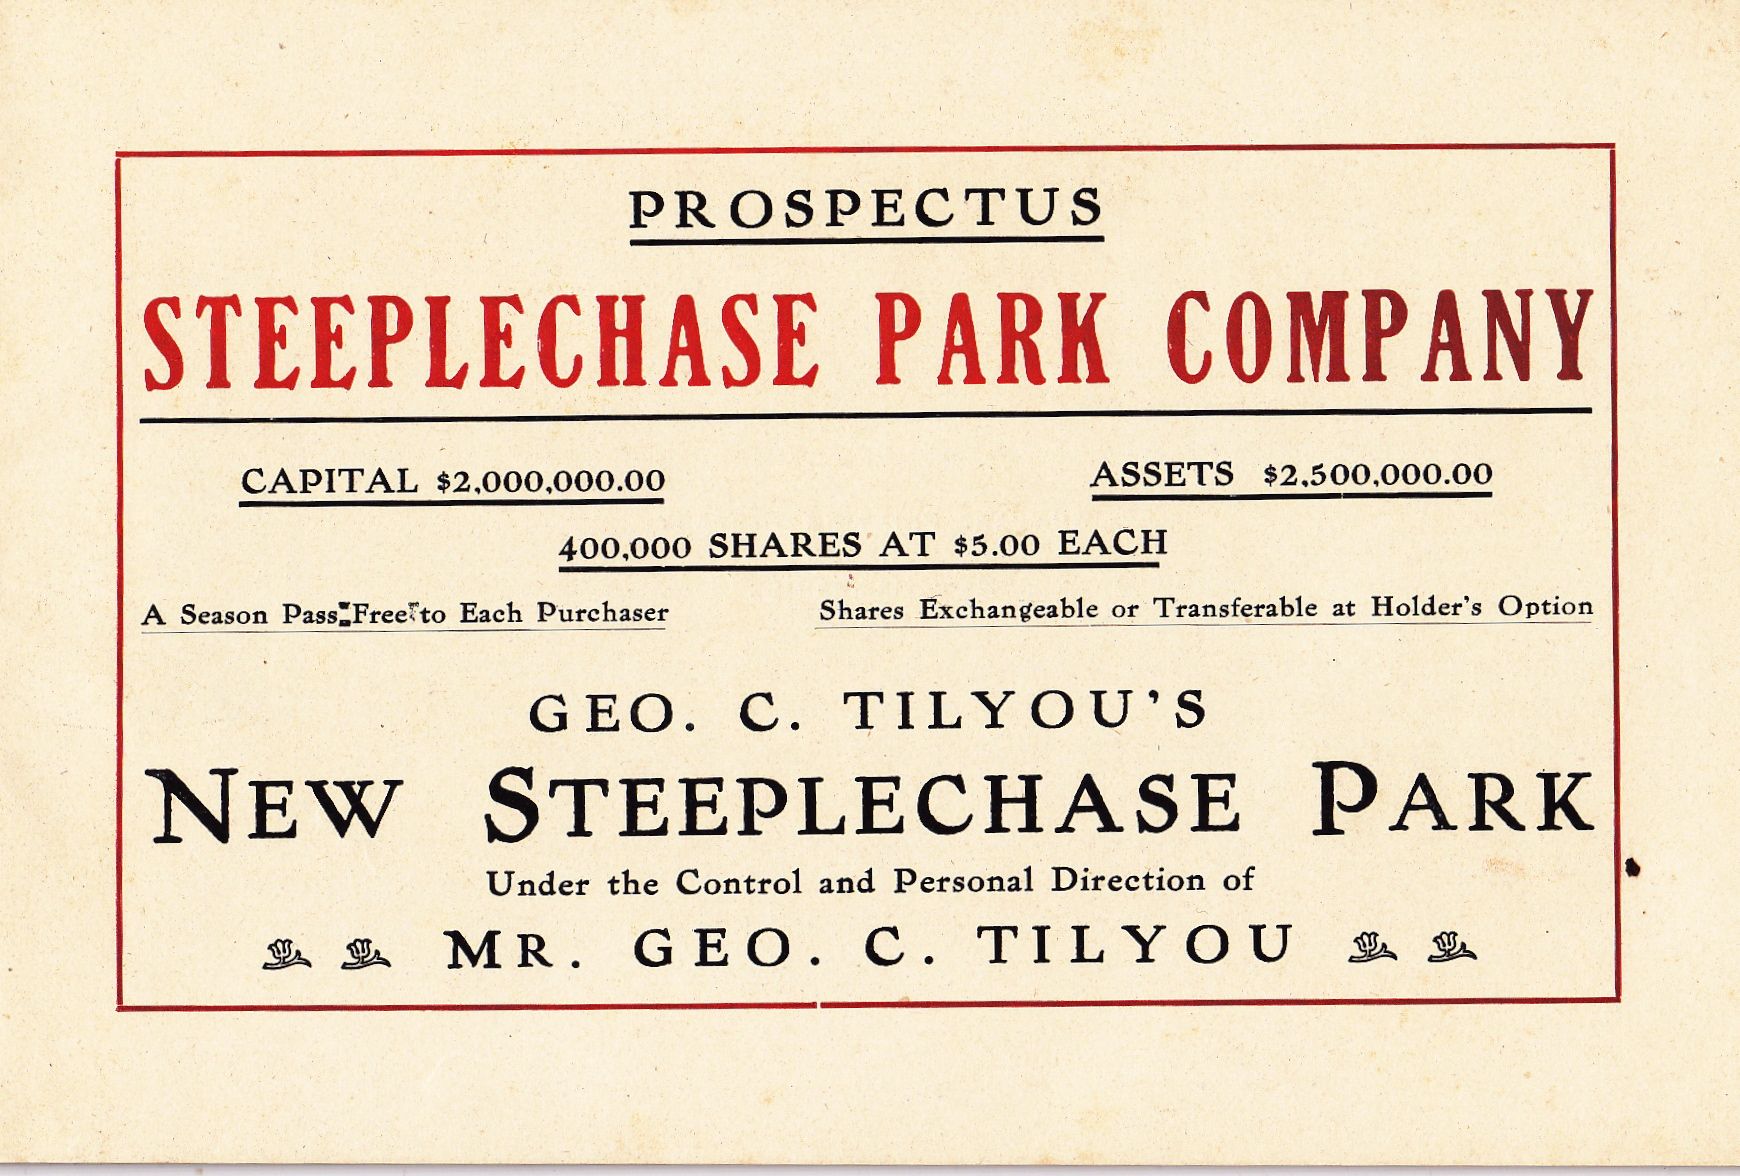 PROSPECTUS
STEEPLECHASE PARK COMPANY
CAPITAL $2,000,000.00 ASSETS $2,500,000.00
400,000 SHARES AT $5.00 EACH
A Season Pass Free to Each Purchaser Shares Exchangeable or Transferable at Holder's Option
GEO. C. TILYOU'S
NEW STEEPLECHASE PARK
Under the Control and Personal Direction of
MR. GEO. C. TILYOU